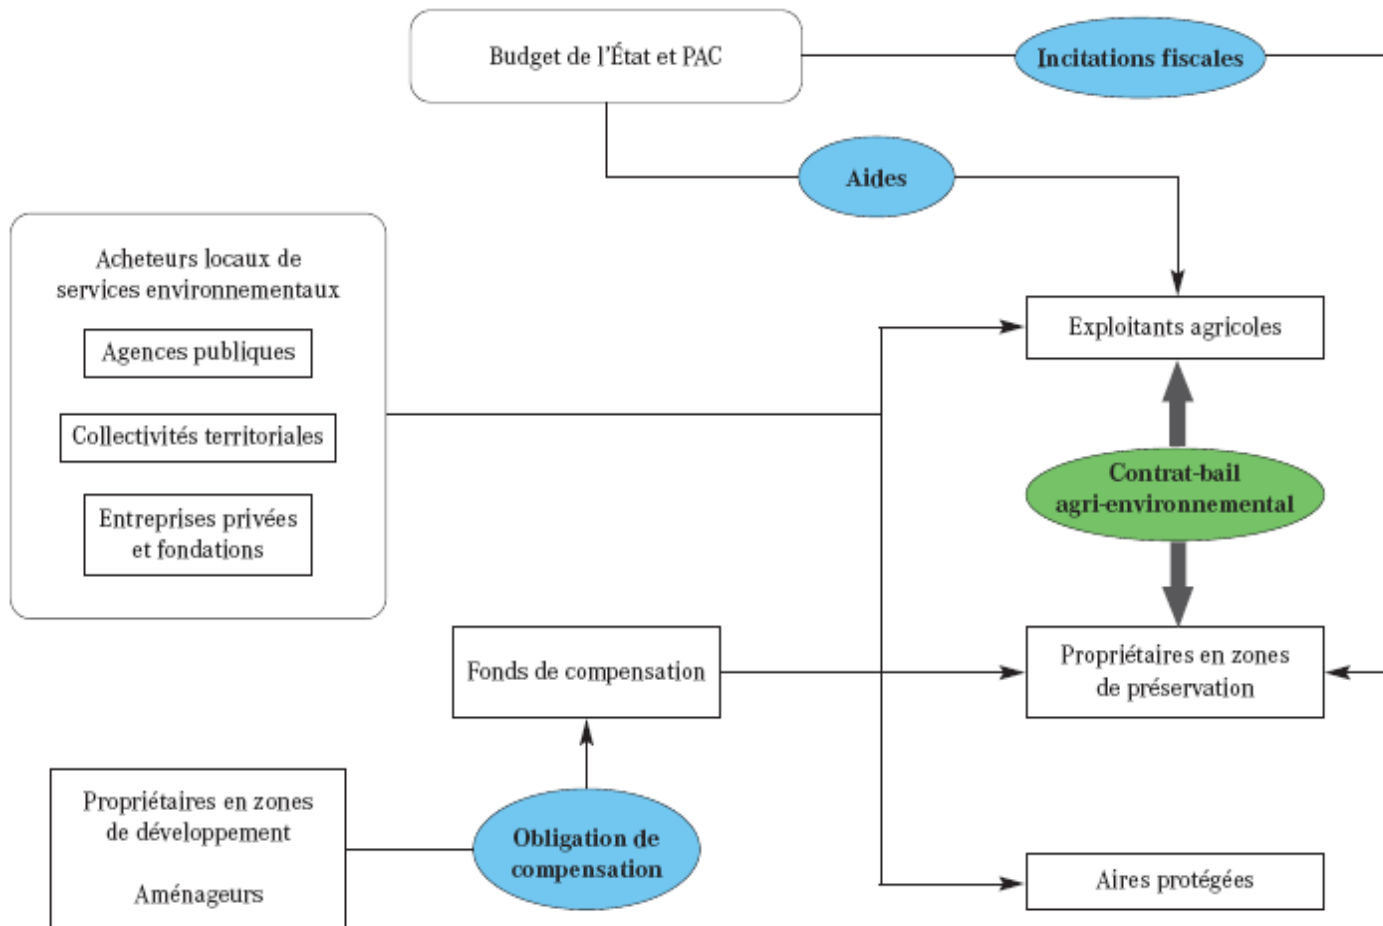 Budget de l'État et PAC
Incitations fiscales
Aides
Acheteurs locaux de
services environnementaux
Agences publiques
Collectivités territoriales
Entreprises privées
et fondations
Exploitants agricoles
Contrat-bail
agri-environnemental
Fonds de compensation
Propriétaires en zones
de préservation
Propriétaires en zones
de développement
Aménageurs
Obligation de
compensation
Aires protégées